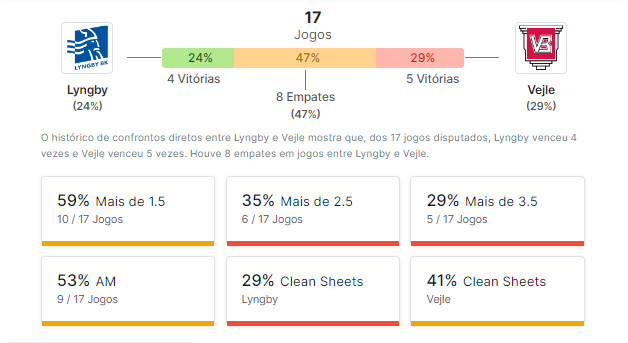 17
Jogos
24%
47%
29%
LYNGBY BK
VB
Lyngby
(24%)
4 Vitórias
8 Empates
(47%)
5 Vitórias
Vejle
(29%)
O histórico de confrontos diretos entre Lyngby e Vejle mostra que, dos 17 jogos disputados, Lyngby venceu 4
vezes e Vejle venceu 5 vezes. Houve 8 empates em jogos entre Lyngby e Vejle.
59% Mais de 1.5
10 / 17 Jogos
35% Mais de 2.5
6 / 17 Jogos
29% Mais de 3.5
5 / 17 Jogos
53% AM
9 / 17 Jogos
29% Clean Sheets
Lyngby
41% Clean Sheets
Vejle